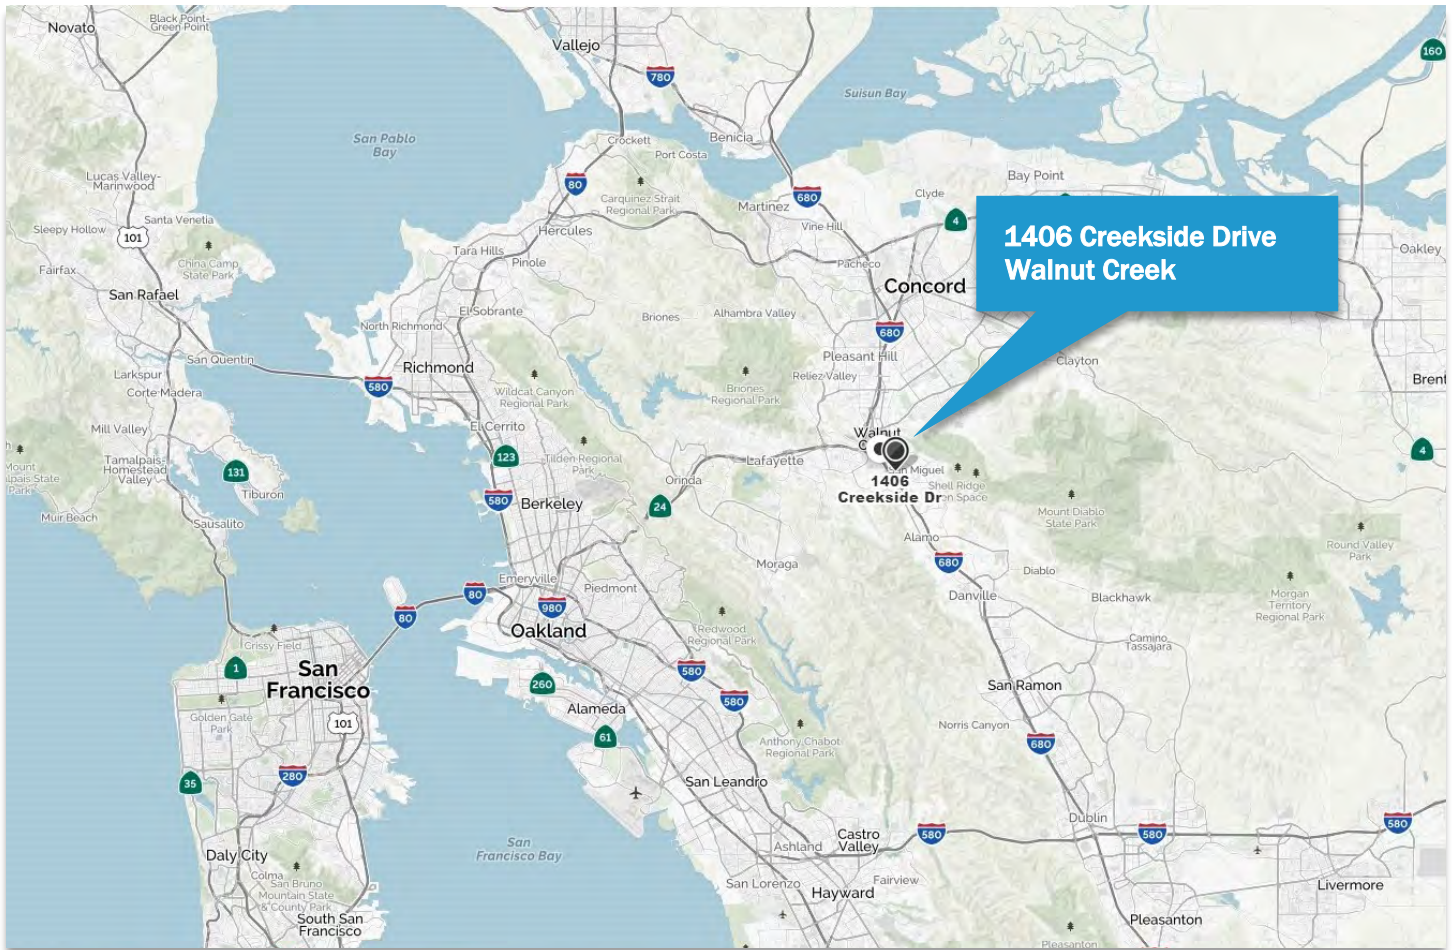 Novato
Black Point-
Green Point
Vallejo
780
160
Suisun Bay
San Pablo
Bay
Crockett
Benicia
Port Costa
Lucas Valley-
Marinwood
80
Carquinez Strait
Regional Park
Martinez
680
Clyde
Bay Point
Santa Venetia
Sleepy Hollow
101
Hercules
Vine Hill
4
1406 Creekside Drive
Walnut Creek
Oakley
Tara Hills
Pinole
China Camp
State Park
Fairfax
San Rafael
Pacheco
Concord
El Sobrante
Briones
Alhambra Valley
North Richmond
680
San Quentin
Richmond
Pleasant Hill
Clayton
Larkspur
580
Reliez Valley
Brent
Corte Madera
Wildcat Canyon
Regional Park
Briones
Regional Park
Mill Valley
El Cerrito
Walnut
Tamalpais-
Homestead
Valley
131
Tiburon
123
Tilden Regional
Park
Lafayette
4
Mount
alpais State
Park
Orinda
San Miguel
1406
Creekside Dr
Shell Ridge
en Space
580
Berkeley
24
Muir Beach
Sausalito
Mount Diablo
State Park
Round Valley
Park
Alamo
680
Moraga
Diablo
Emeryville
Piedmont
80
80
980
Danville
Blackhawk
Morgan
Territory
Regional Park
Oakland
Redwood
Regional Park
Camino
Tassajara
Crissy Field
1
San
Francisco
580
580
260
San Ramon
Alameda
Golden Gate
Park
101
61
Norris Canyon
680
Anthony Chabot
Regional Park
35
280
San Leandro
580
Dublin
580
580
Castro
Valley
Ashland
San
Francisco Bay
Daly City
Colma
San Bruno
Mountain State
& County Park
San Lorenzo
Hayward
Fairview
Livermore
South San
Francisco
Pleasanton
Pleasanton